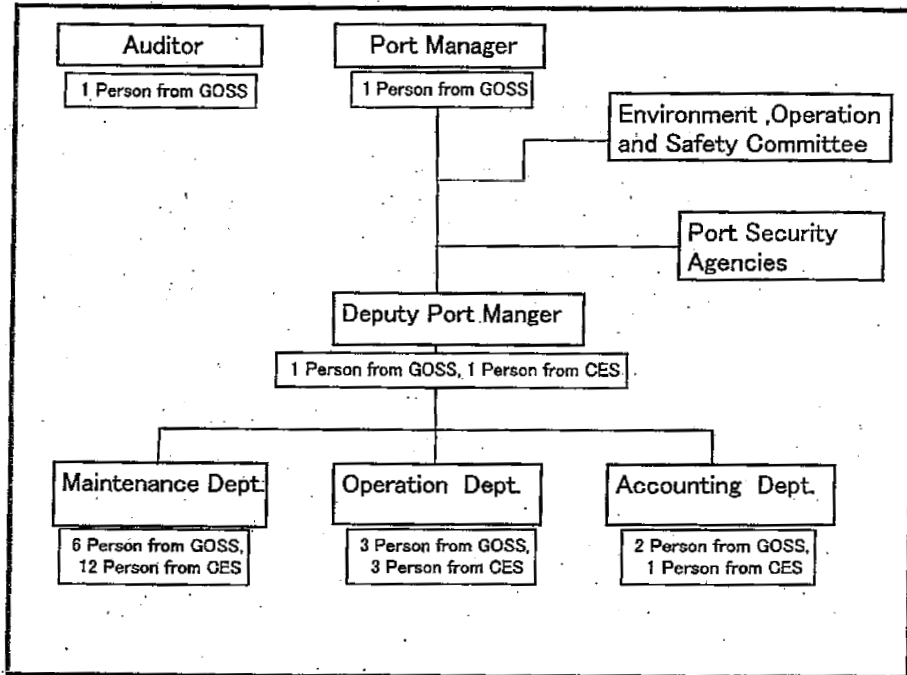 Auditor
1 Person from GOSS
Port Manager
1 Person from GOSS
Environment ,Operation
and Safety Committee
Port Security
Agencies
Deputy Port Manger
1 Person from GOSS, 1 Person from CES
Maintenance Dept.
6 Person from GOSS,
12 Person from CES
Operation Dept.
3 Person from GOSS,
3 Person from CES
Accounting Dept.
2 Person from GOSS,
1 Person from CES